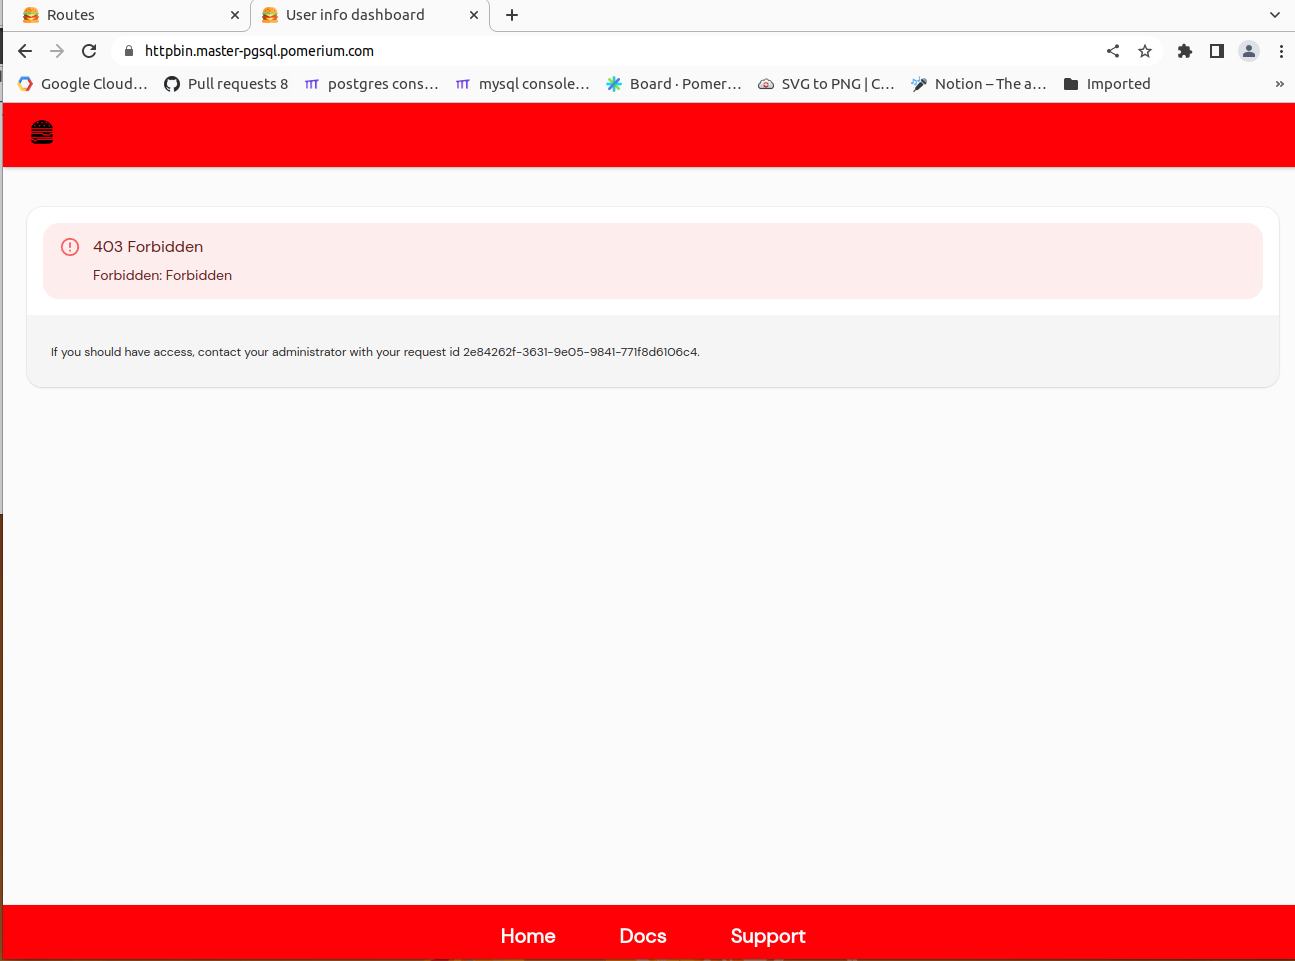 Routes
User info dashboard
httpbin.master-pgsql.pomerium.com
Google Cloud...
Pull requests 8
postgres cons...
mysql console...
Board · Pomer...
SVG to PNG | C...
Notion – The a...
Imported
403 Forbidden
Forbidden: Forbidden
If you should have access, contact your administrator with your request id 2e84262f-3631-9e05-9841-771f8d6106c4.
Home
Docs
Support